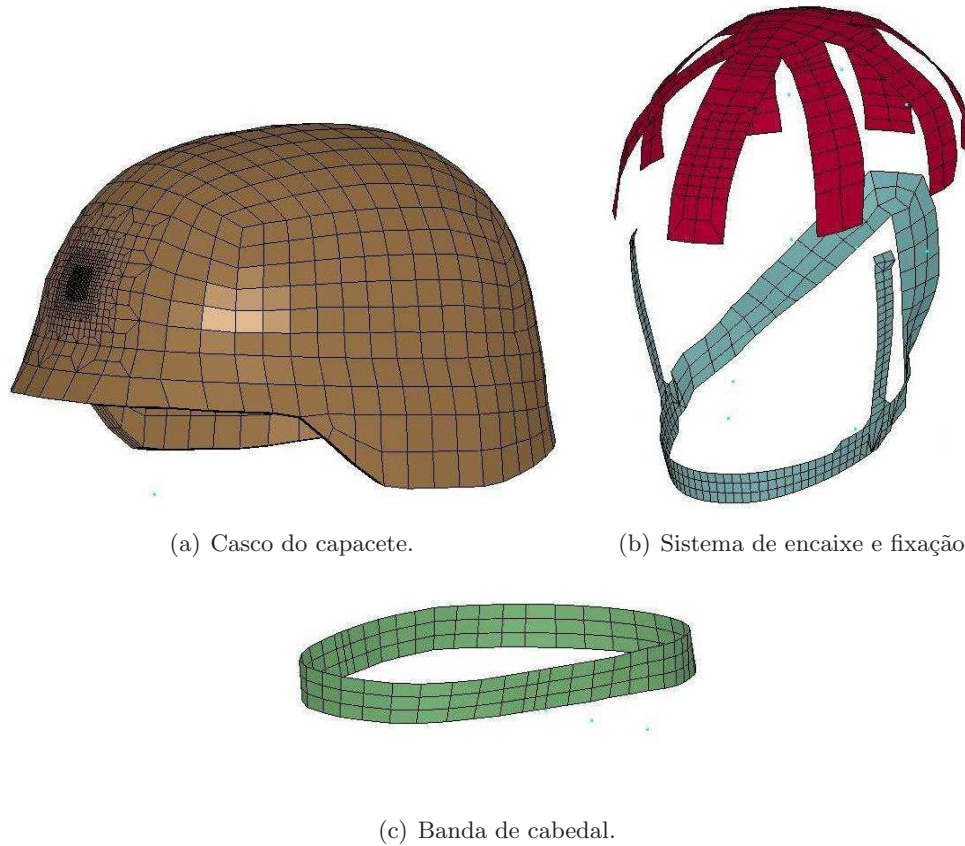 (a) Casco do capacete.
(b) Sistema de encaixe e fixação
(c) Banda de cabedal.